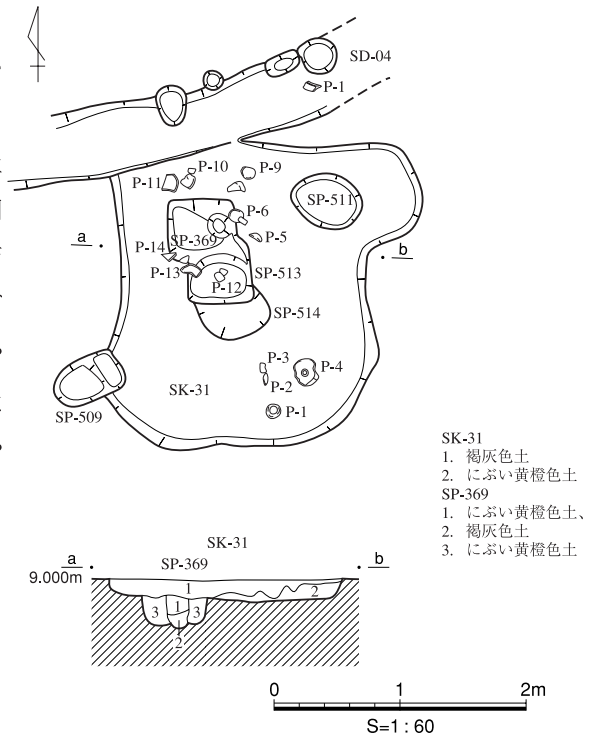 SD-04
P-1
P-10
P-9
P-11
SP-511
P-6
a
SP-369
P-5
b
P-14
P-13
SP-513
P-12
SP-514
P-3
P-4
P-2
SK-31
SP-509
P-1
SK-31
1. 褐灰色土
2. にぶい黄橙色土
SP-369
1. にぶい黄橙色土、
2. 褐灰色土
3. にぶい黄橙色土
SK-31
a
SP-369
b
9.000m
1
2
3
1
3
2
0
1
2m
S=1 : 60